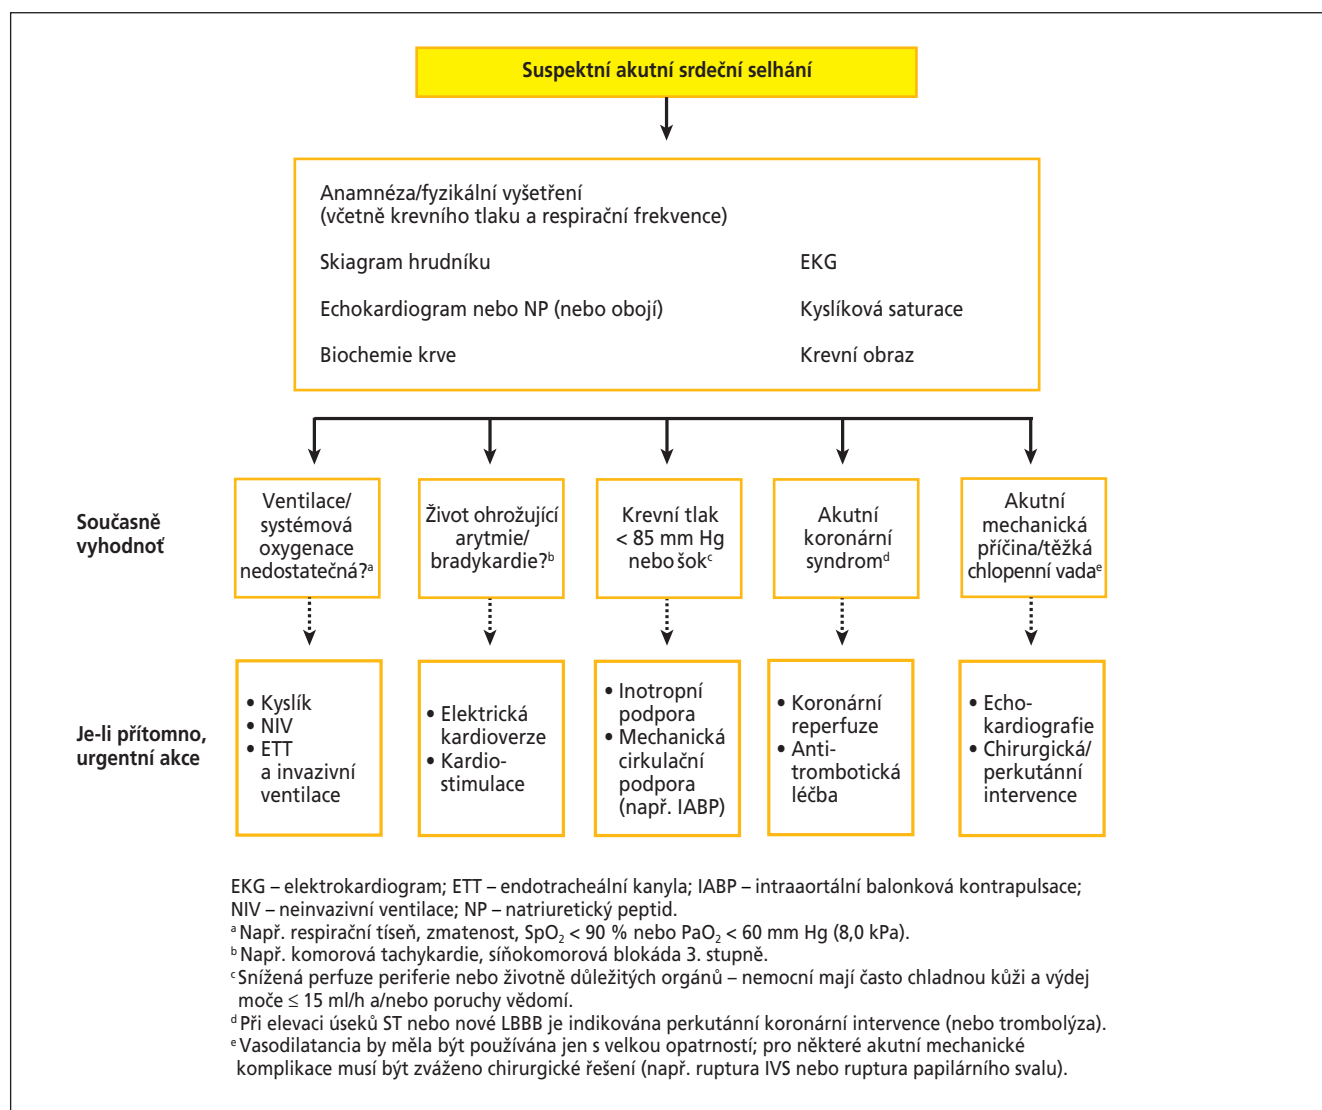 Suspektní akutní srdeční selhání
Anamnéza/fyzikální vyšetření
(včetně krevního tlaku a respirační frekvence)
Skiagram hrudníku
EKG
Echokardiogram nebo NP (nebo obojí)
Kyslíková saturace
Biochemie krve
Krevní obraz
Současně
vyhodnoť
Ventilace/
systémová
oxygenace
nedostatečná?ᵃ
Život ohrožující
arytmie/
bradykardie?ᵇ
Krevní tlak
< 85 mm Hg
nebo šokᶜ
Akutní
koronární
syndromᵈ
Akutní
mechanická
příčina/těžká
chlopenní vadaᵉ
Je-li přítomno,
urgentní akce
• Kyslík
• NIV
• ETT
a invazivní
ventilace
• Elektrická
kardioverze
• Kardio-
stimulace
• Inotropní
podpora
• Mechanická
cirkulační
podpora
(např. IABP)
• Koronární
reperfuze
• Anti-
trombotická
léčba
• Echo-
kardiografie
• Chirurgická/
perkutánní
intervence
EKG – elektrokardiogram; ETT – endotracheální kanyla; IABP – intraaortální balonková kontrapulsace;
NIV – neinvazivní ventilace; NP – natriuretický peptid.
ᵃ Např. respirační tíseň, zmatenost, SpO₂ < 90 % nebo PaO₂ < 60 mm Hg (8,0 kPa).
ᵇ Např. komorová tachykardie, síňokomorová blokáda 3. stupně.
ᶜ Snížená perfuze periferie nebo životně důležitých orgánů – nemocní mají často chladnou kůži a výdej
moče ≤ 15 ml/h a/nebo poruchy vědomí.
ᵈ Při elevaci úseků ST nebo nové LBBB je indikována perkutánní koronární intervence (nebo trombolýza).
ᵉ Vasodilatancia by měla být používána jen s velkou opatrností; pro některé akutní mechanické
komplikace musí být zváženo chirurgické řešení (např. ruptura IVS nebo ruptura papilárního svalu).